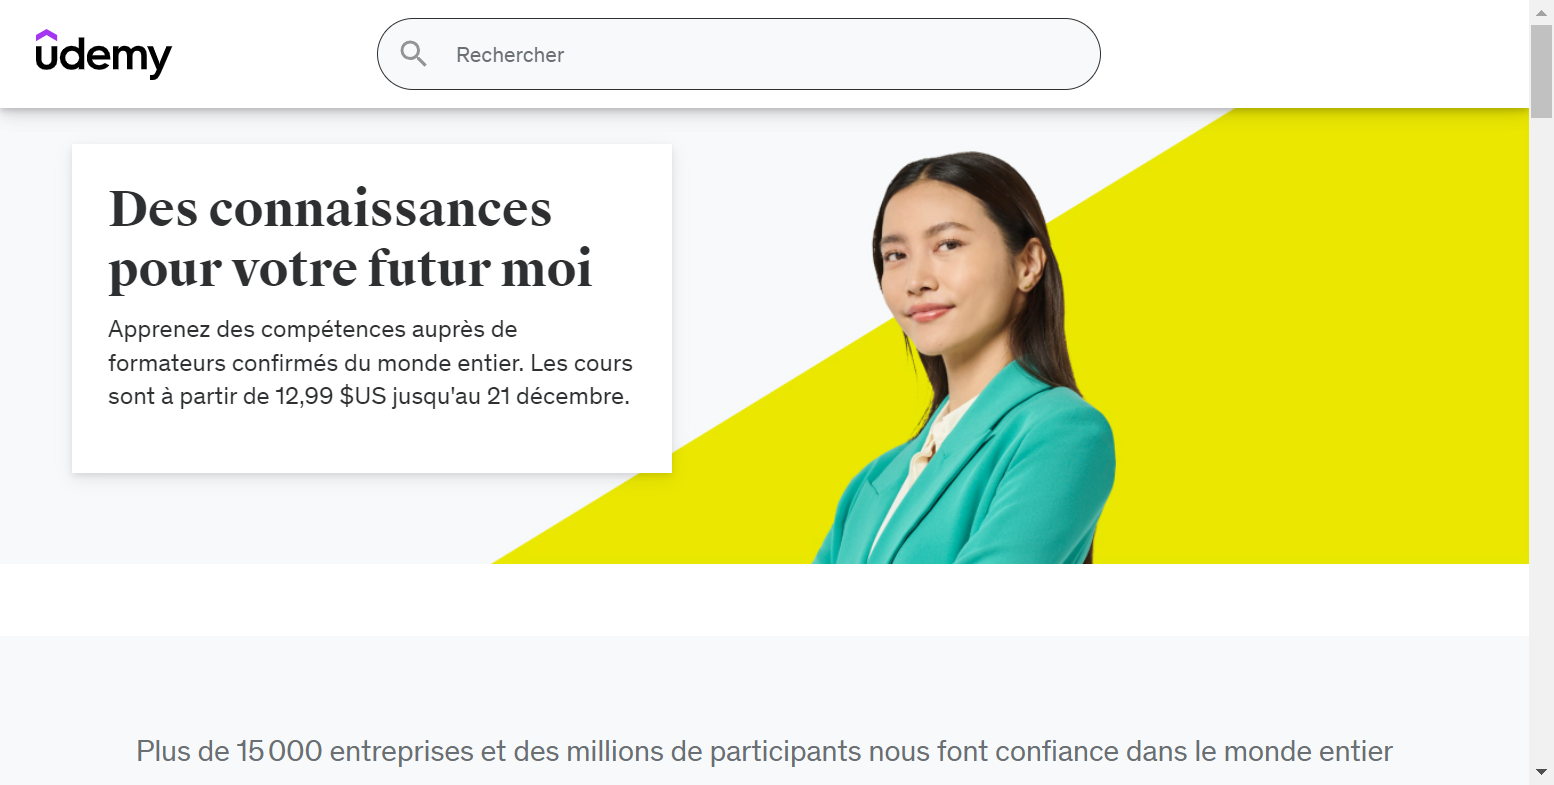 ûdemy
Rechercher
Des connaissances
pour votre futur moi
Apprenez des compétences auprès de
formateurs confirmés du monde entier. Les cours
sont à partir de 12,99 $US jusqu'au 21 décembre.
Plus de 15 000 entreprises et des millions de participants nous font confiance dans le monde entier